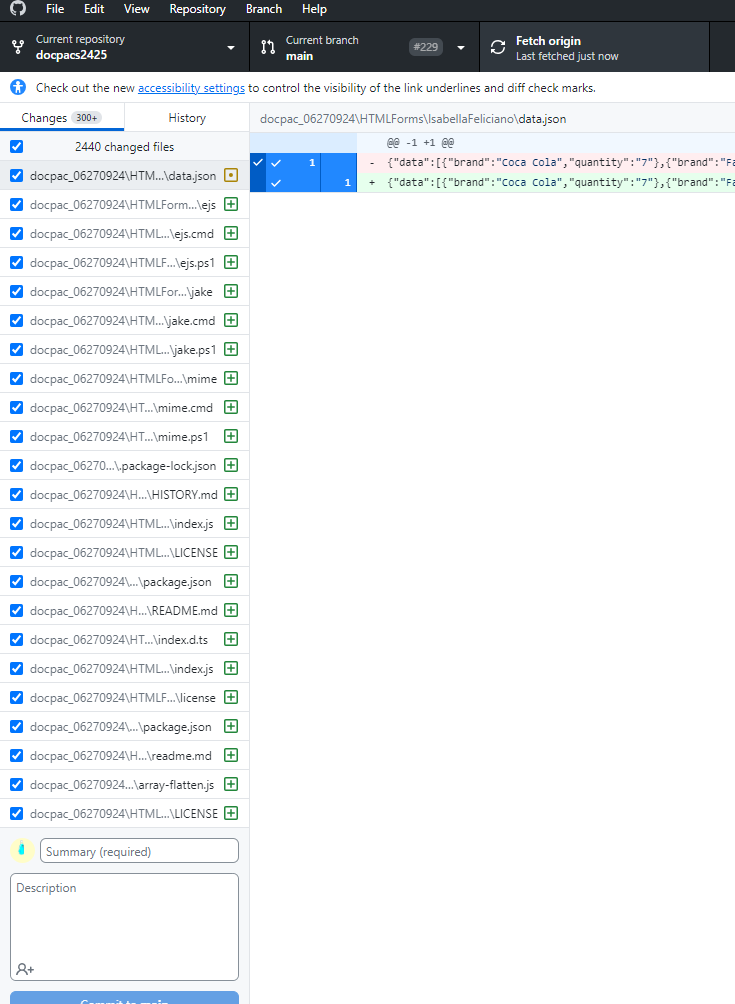 File Edit View Repository Branch Help
Current repository
docpacs2425
Current branch
main
#229
Fetch origin
Last fetched just now
Check out the new accessibility settings to control the visibility of the link underlines and diff check marks.
Changes 300+
History
2440 changed files
docpac_06270924\HTM...\data.json
docpac_06270924\HTMLForm...\ejs
docpac_06270924\HTML...\ejs.cmd
docpac_06270924\HTMLF...\ejs.ps1
docpac_06270924\HTMLFor...\jake
docpac_06270924\HTM...\jake.cmd
docpac_06270924\HTML...\jake.ps1
docpac_06270924\HTMLFo...\mime
docpac_06270924\HT...\mime.cmd
docpac_06270924\HT...\mime.ps1
docpac_06270...\.package-lock.json
docpac_06270924\H...\HISTORY.md
docpac_06270924\HTML...\index.js
docpac_06270924\HTML...\LICENSE
docpac_06270924\...\package.json
docpac_06270924\H...\README.md
docpac_06270924\HT...\index.d.ts
docpac_06270924\HTML...\index.js
docpac_06270924\HTMLF...\license
docpac_06270924\...\package.json
docpac_06270924\H...\readme.md
docpac_06270924...\array-flatten.js
docpac_06270924\HTML...\LICENSE
Summary (required)
Description
Commit to main
docpac_06270924\HTMLForms\IsabellaFeliciano\data.json
@@ -1 +1 @@
1 - {"data":[{"brand":"Coca Cola","quantity":"7"},{"brand":"Fa
1 + {"data":[{"brand":"Coca Cola","quantity":"7"},{"brand":"Fa